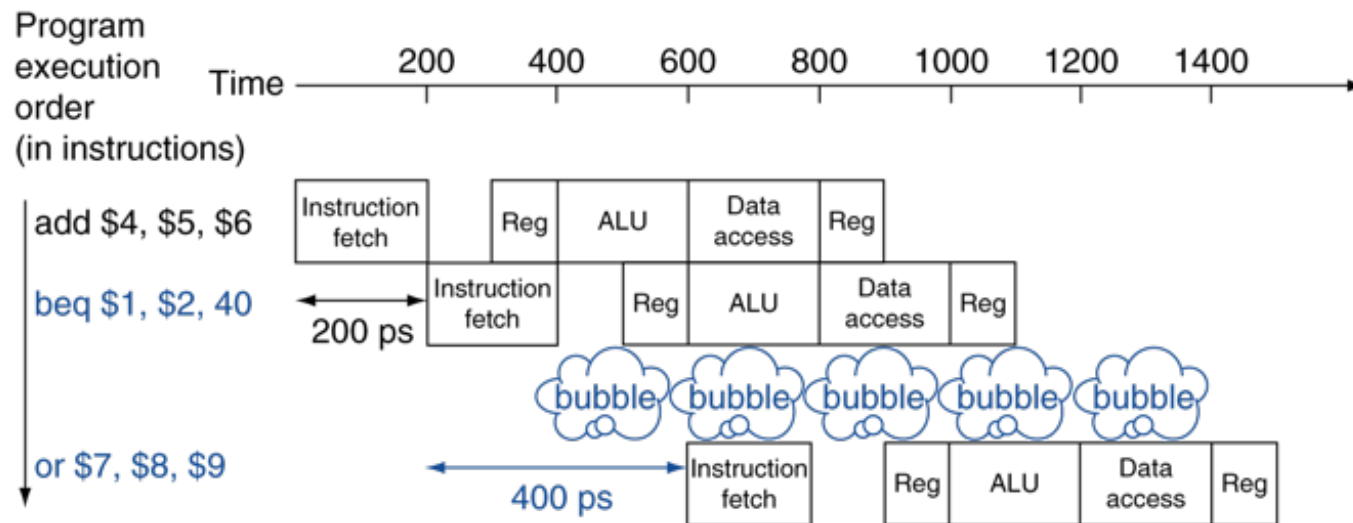 Program
execution
order
(in instructions)
Time 200 400 600 800 1000 1200 1400
add $4, $5, $6
Instruction
fetch
Reg
ALU
Data
access
Reg
beq $1, $2, 40
200 ps
Instruction
fetch
Reg
ALU
Data
access
Reg
bubble bubble bubble bubble bubble
or $7, $8, $9
400 ps
Instruction
fetch
Reg
ALU
Data
access
Reg